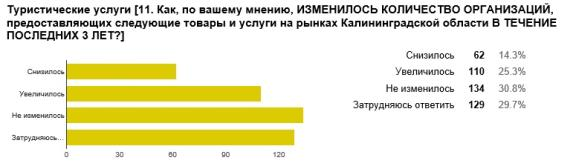 Туристические услуги [11. Как, по вашему мнению, ИЗМЕНИЛОСЬ КОЛИЧЕСТВО ОРГАНИЗАЦИЙ,
предоставляющих следующие товары и услуги на рынках Калининградской области В ТЕЧЕНИЕ
ПОСЛЕДНИХ 3 ЛЕТ?]
Снизилось 62 14.3%
Увеличилось 110 25.3%
Не изменилось 134 30.8%
Затрудняюсь ответить 129 29.7%
Снизилось
Увеличилось
Не изменилось
Затрудняюсь…
0 30 60 90 120